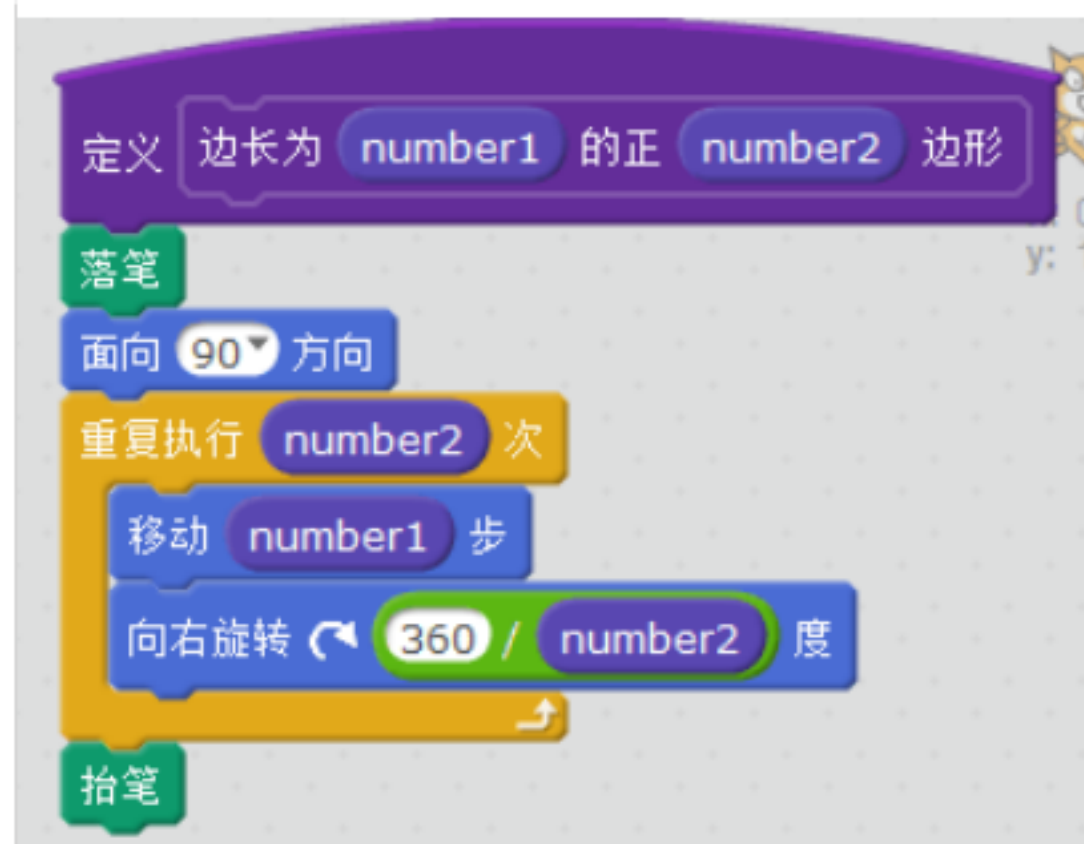 定义 边长为 number1 的正 number2 边形
落笔
y:
面向 90 方向
重复执行 number2 次
移动 number1 步
向右旋转 360 / number2 度
抬笔